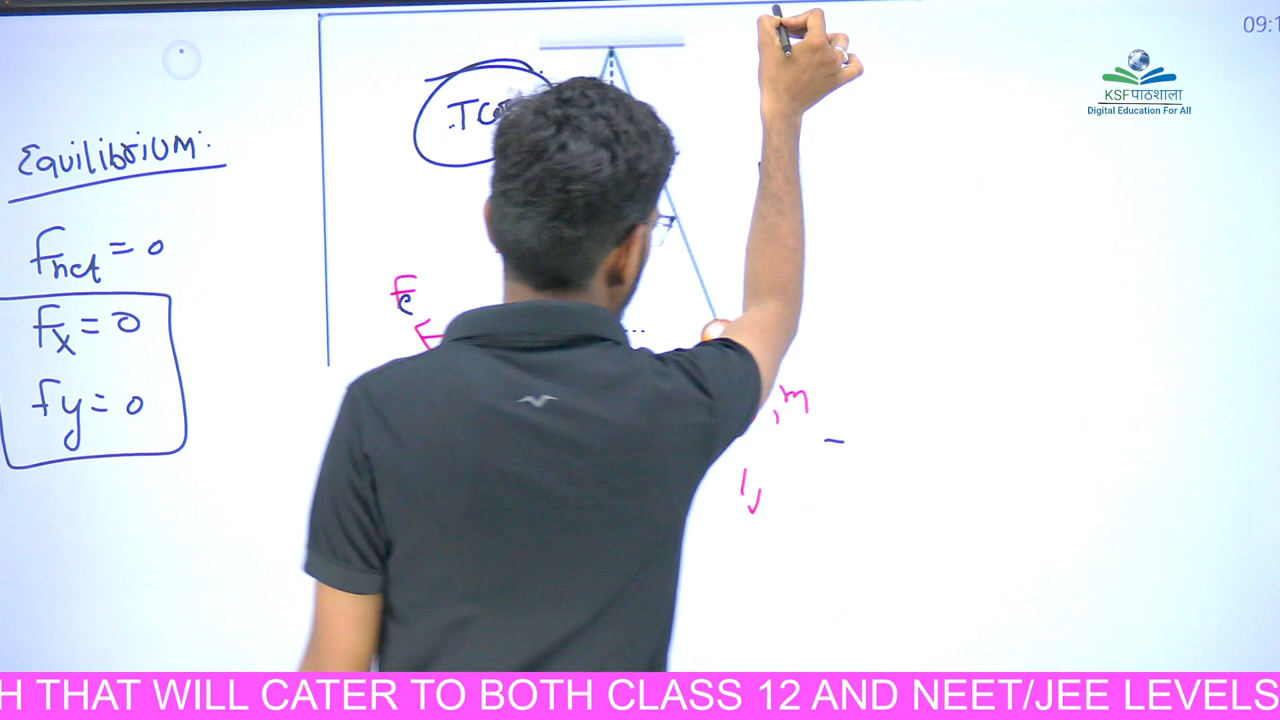 09:1
KSFपाठशाला
Digital Education For All
Equilibrium:
Fnet = 0
Fx = 0
Fy = 0
Fe
m
H THAT WILL CATER TO BOTH CLASS 12 AND NEET/JEE LEVELS